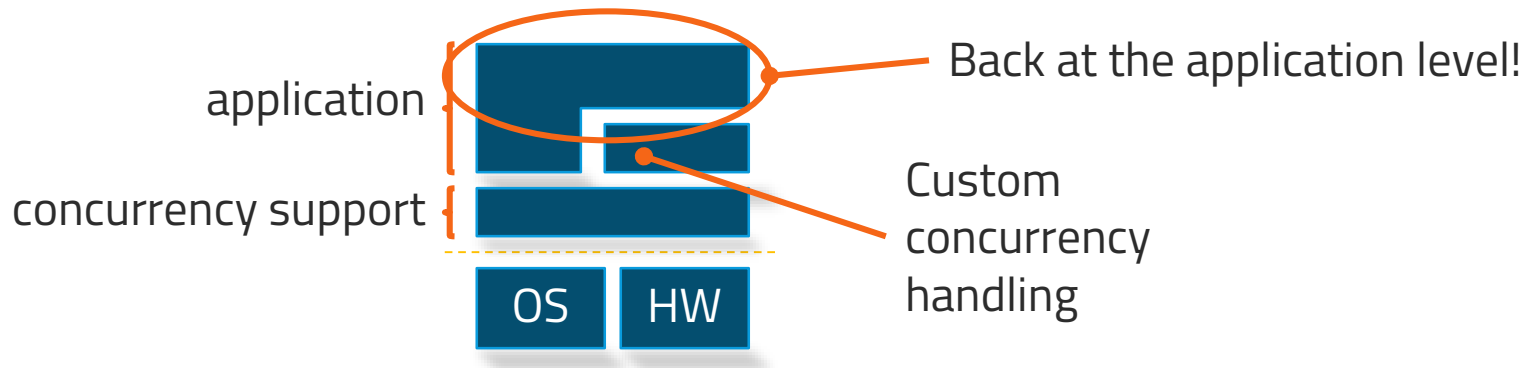 Back at the application level!
application
Custom
concurrency
handling
concurrency support
OS
HW